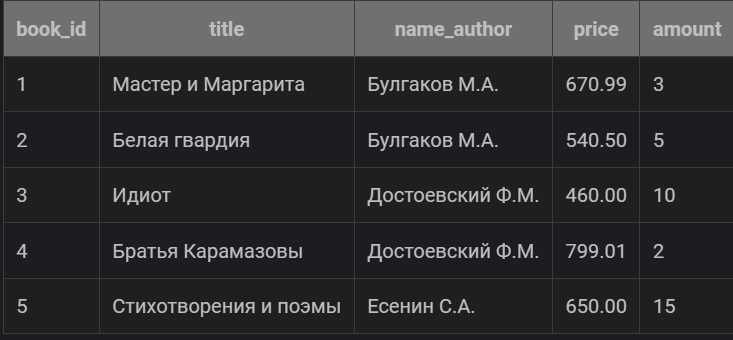 book_id title name_author price amount
1 Мастер и Маргарита Булгаков М.А. 670.99 3
2 Белая гвардия Булгаков М.А. 540.50 5
3 Идиот Достоевский Ф.М. 460.00 10
4 Братья Карамазовы Достоевский Ф.М. 799.01 2
5 Стихотворения и поэмы Есенин С.А. 650.00 15